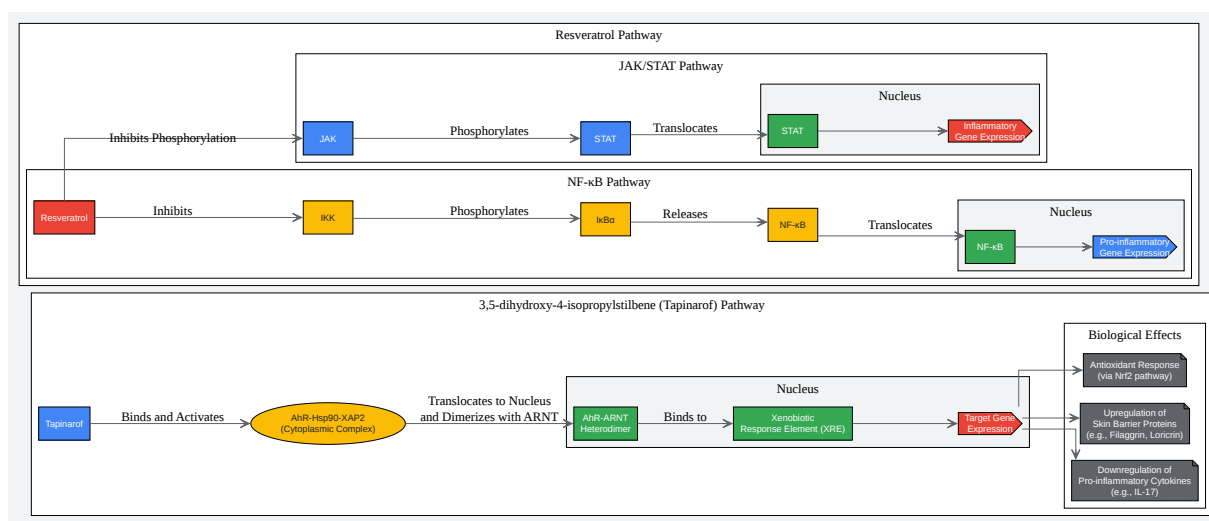 Resveratrol Pathway
JAK/STAT Pathway
Nucleus
Inhibits Phosphorylation
JAK
Phosphorylates
STAT
Translocates
STAT
Inflammatory
Gene Expression
NF-κB Pathway
Resveratrol
Inhibits
IKK
Phosphorylates
IκBα
Releases
NF-κB
Translocates
Nucleus
NF-κB
Pro-inflammatory
Gene Expression
3,5-dihydroxy-4-isopropylstilbene (Tapinarof) Pathway
Tapinarof
Binds and Activates
AhR-Hsp90-XAP2
(Cytoplasmic Complex)
Translocates to Nucleus
and Dimerizes with ARNT
Nucleus
AhR-ARNT
Heterodimer
Binds to
Xenobiotic
Response Element (XRE)
Target Gene
Expression
Biological Effects
Antioxidant Response
(via Nrf2 pathway)
Upregulation of
Skin Barrier Proteins
(e.g., Filaggrin, Loricrin)
Downregulation of
Pro-inflammatory Cytokines
(e.g., IL-17)